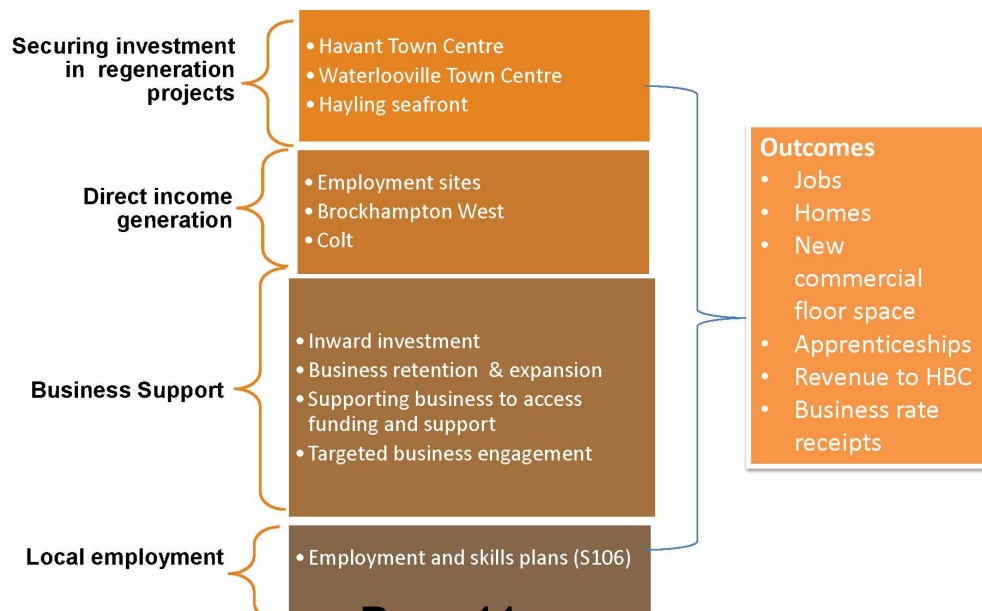 Securing investment
in regeneration
projects
• Havant Town Centre
• Waterlooville Town Centre
• Hayling seafront
Direct income
generation
• Employment sites
• Brockhampton West
• Colt
Business Support
• Inward investment
• Business retention & expansion
• Supporting business to access
funding and support
• Targeted business engagement
Local employment
• Employment and skills plans (S106)
Outcomes
• Jobs
• Homes
• New
commercial
floor space
• Apprenticeships
• Revenue to HBC
• Business rate
receipts